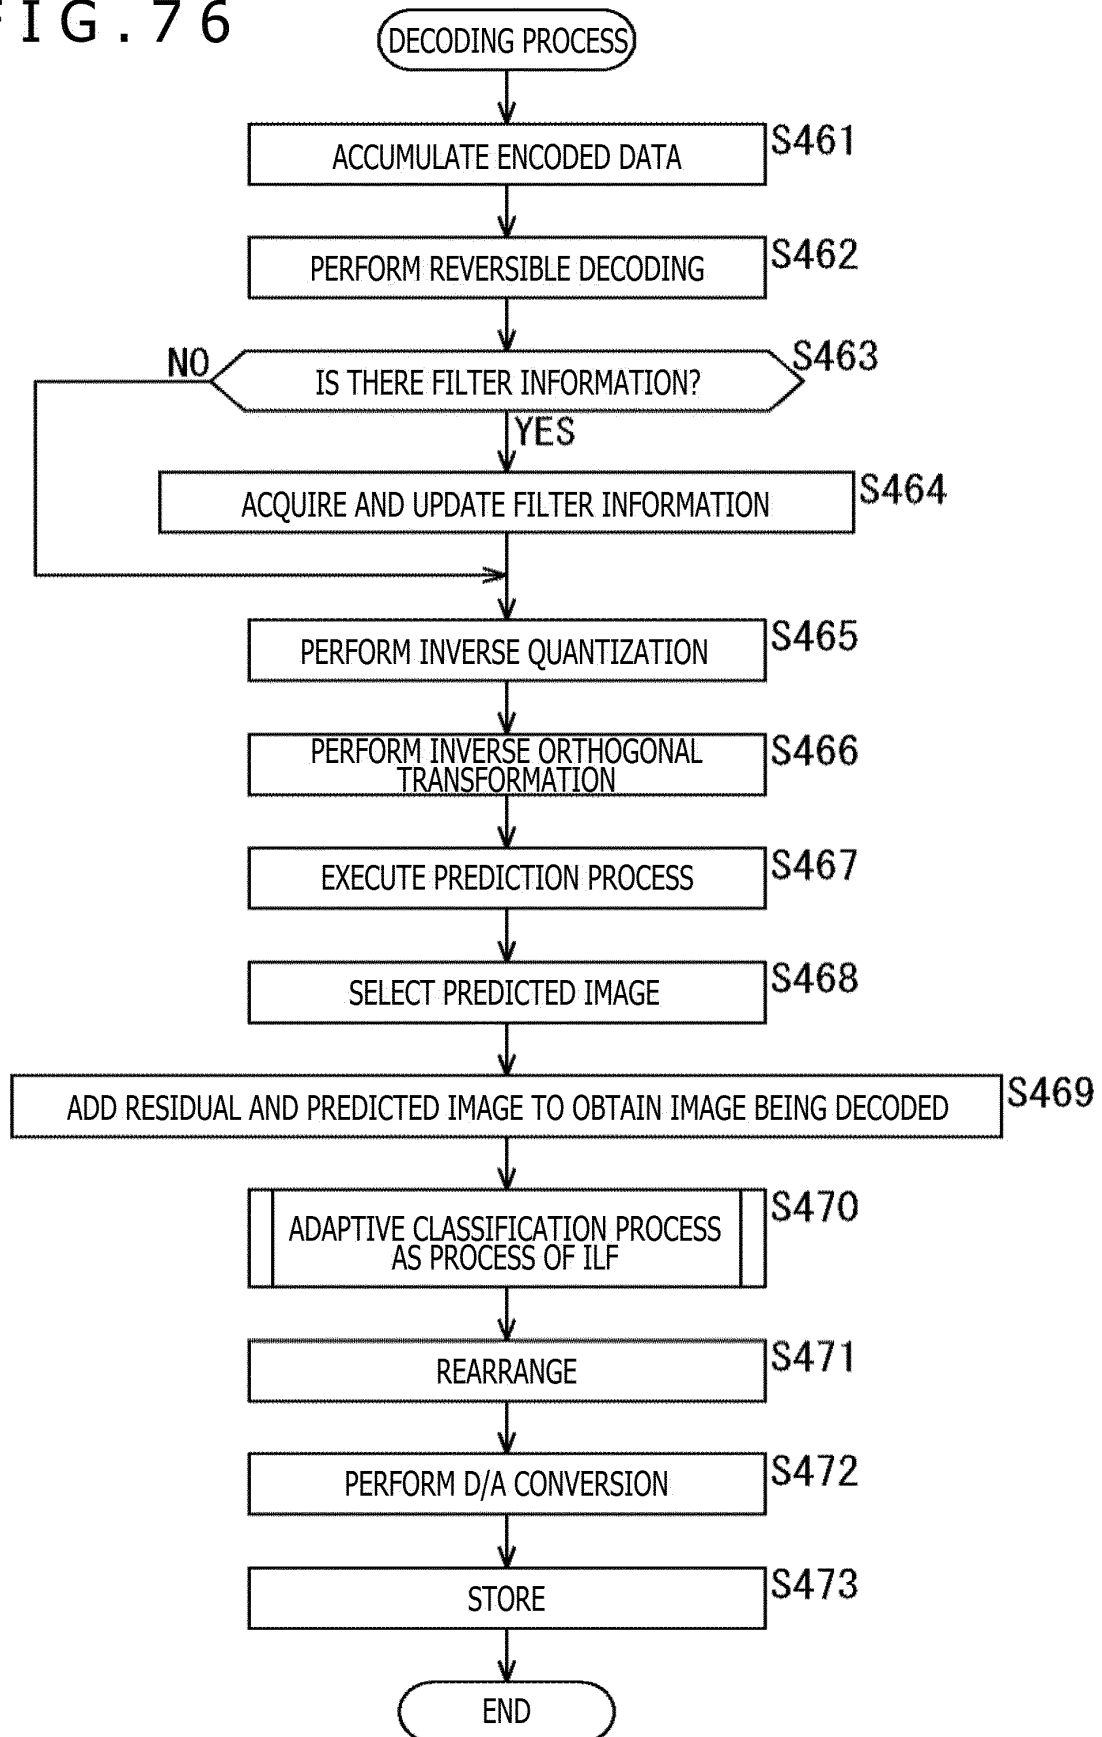 FIG.76
DECODING PROCESS
ACCUMULATE ENCODED DATA
S461
PERFORM REVERSIBLE DECODING
S462
NO
IS THERE FILTER INFORMATION?
S463
YES
ACQUIRE AND UPDATE FILTER INFORMATION
S464
PERFORM INVERSE QUANTIZATION
S465
PERFORM INVERSE ORTHOGONAL
TRANSFORMATION
S466
EXECUTE PREDICTION PROCESS
S467
SELECT PREDICTED IMAGE
S468
ADD RESIDUAL AND PREDICTED IMAGE TO OBTAIN IMAGE BEING DECODED
S469
ADAPTIVE CLASSIFICATION PROCESS
AS PROCESS OF ILF
S470
REARRANGE
S471
PERFORM D/A CONVERSION
S472
STORE
S473
END